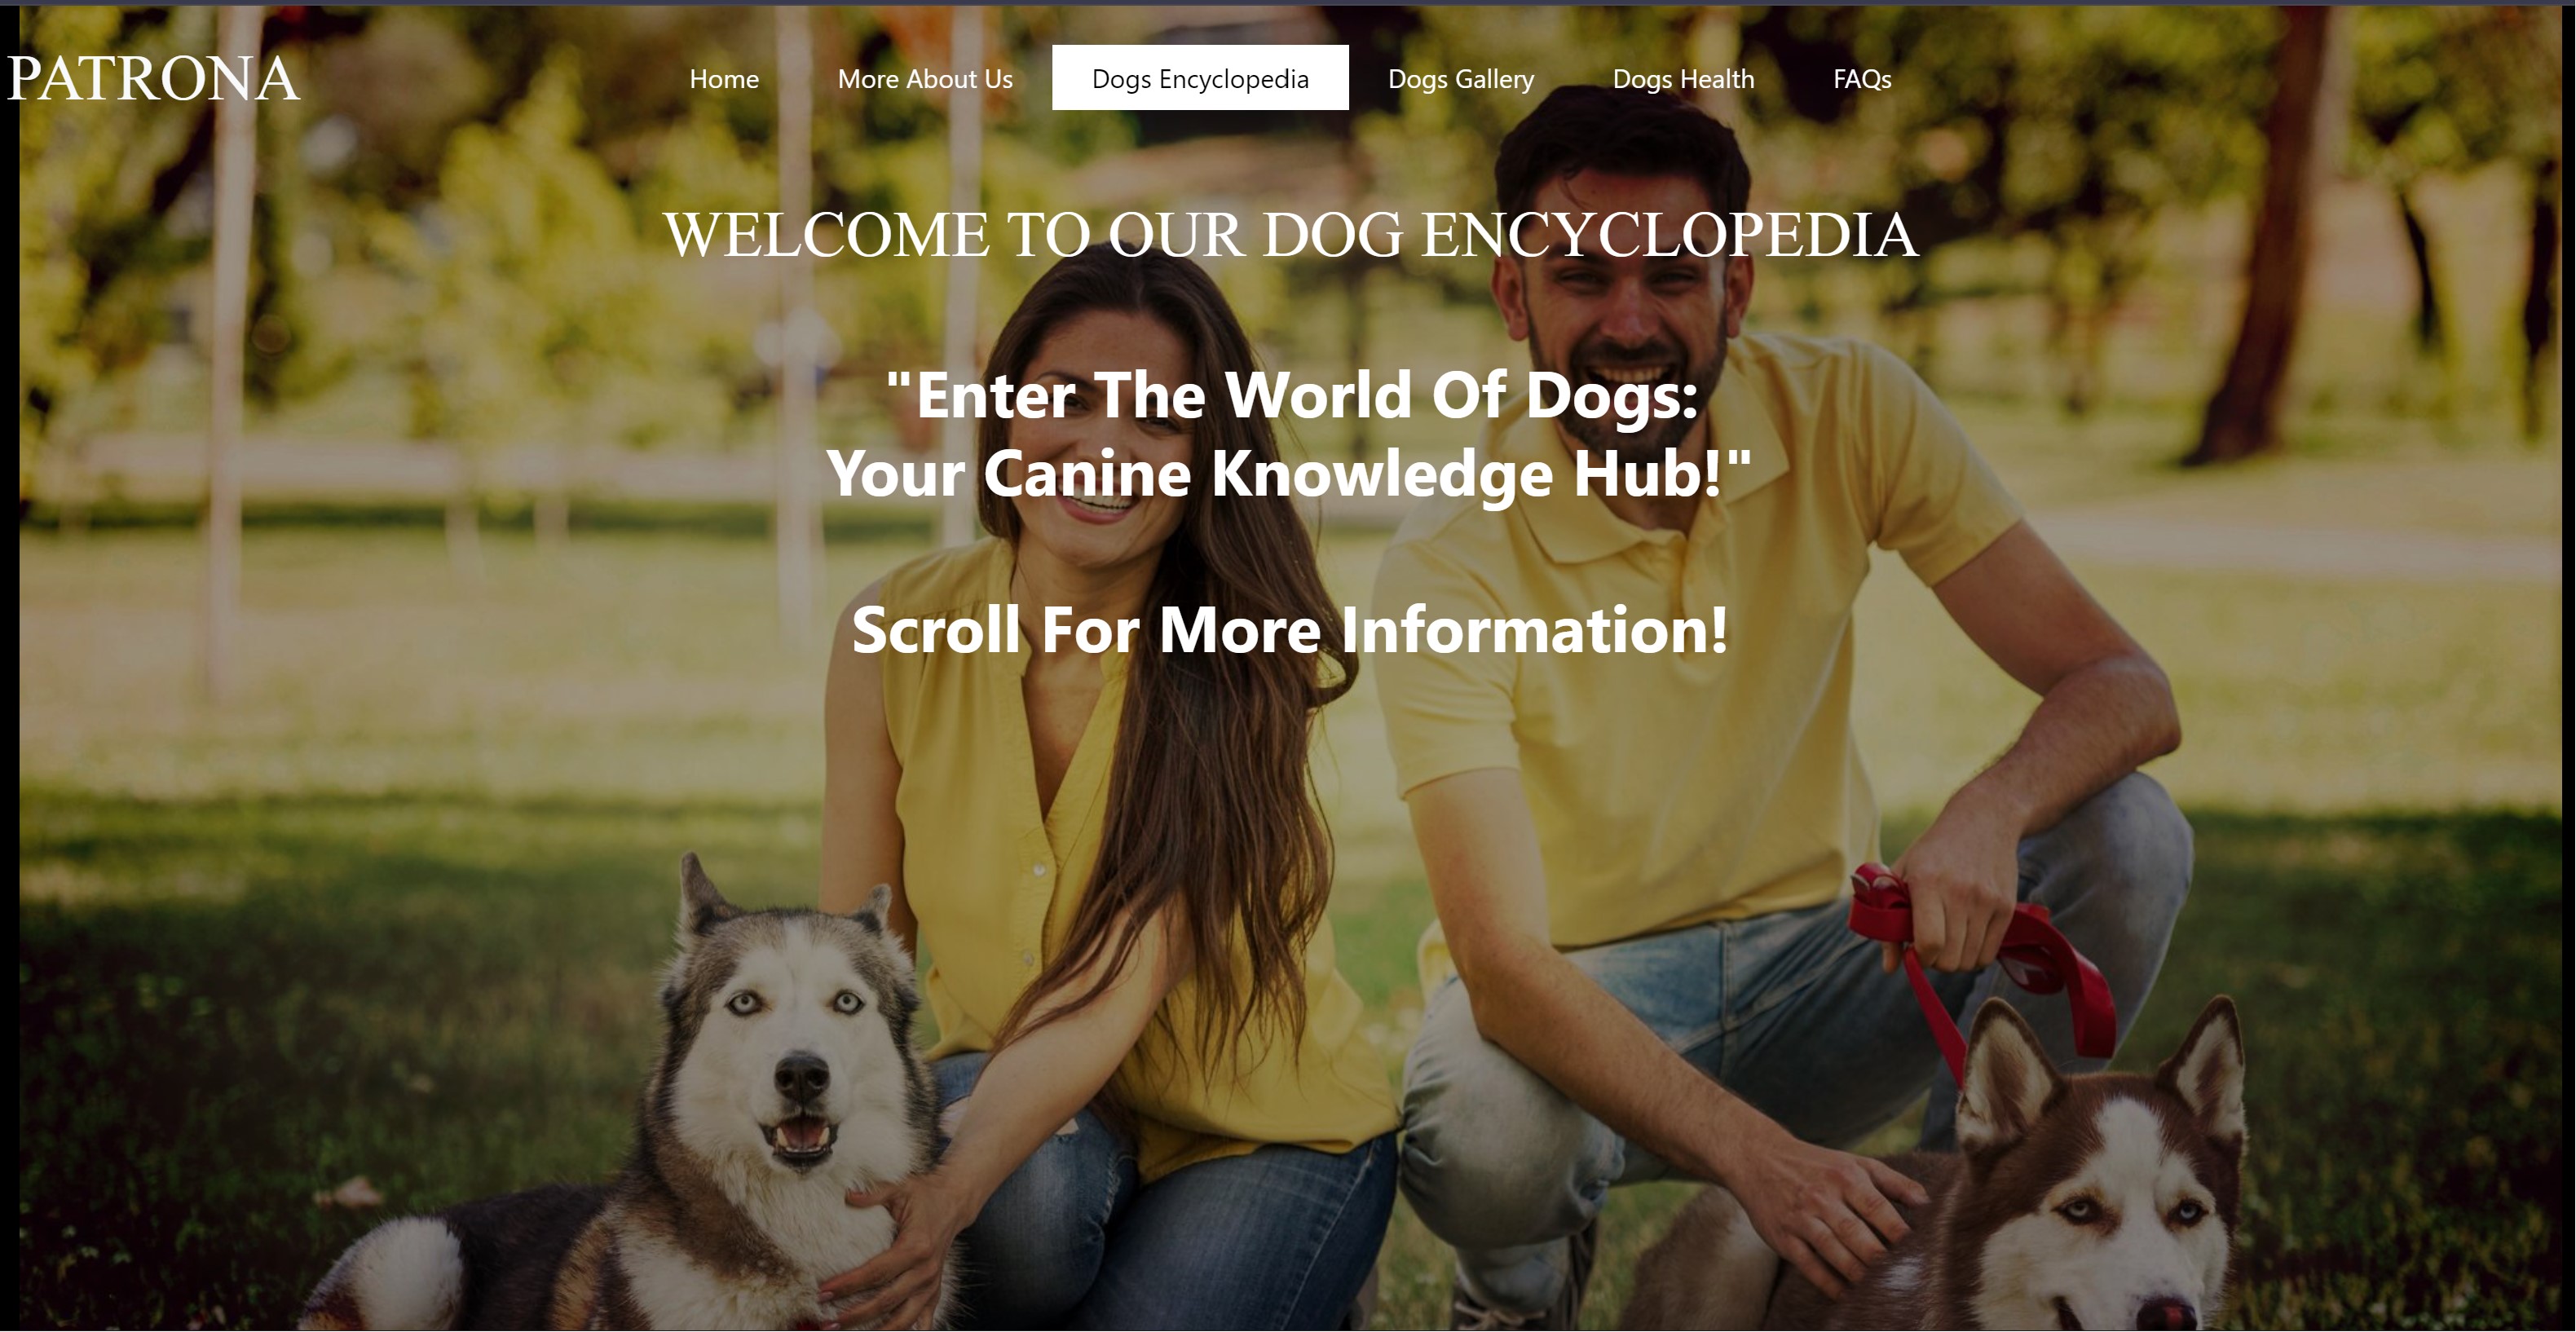 PATRONA
Home More About Us Dogs Encyclopedia Dogs Gallery Dogs Health FAQs
WELCOME TO OUR DOG ENCYCLOPEDIA
"Enter The World Of Dogs:
Your Canine Knowledge Hub!"
Scroll For More Information!